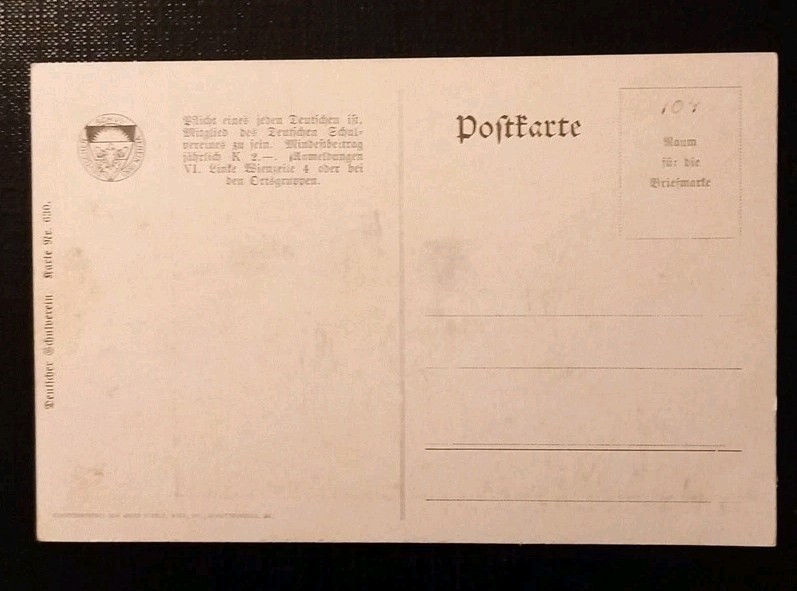 Pflicht eines jeden Deutschen ist,
Mitglied des Deutschen Schul-
vereines zu sein. Mindestbeitrag
jährlich K 2.—. Anmeldungen
VI. Linke Wienzeile 4 oder bei
den Ortsgruppen.
Postkarte
Raum
für die
Briefmarke
Deutscher Schulverein Karte Nr. 630.